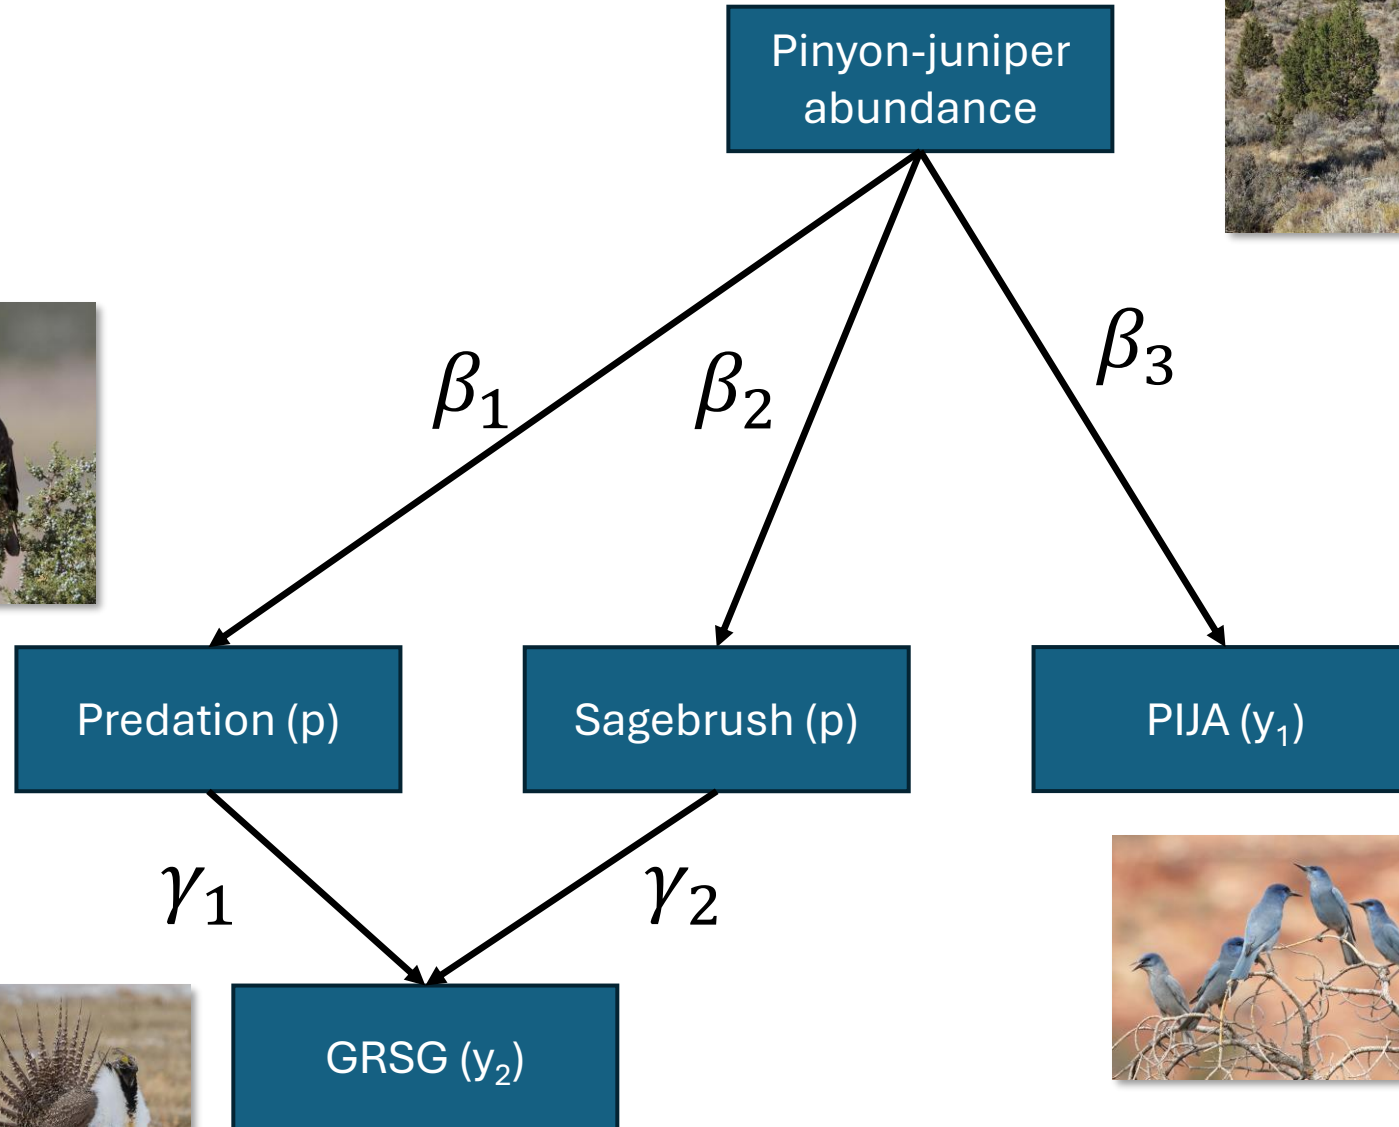 Pinyon-juniper
abundance
β₁
β₂
β₃
Predation (p)
Sagebrush (p)
PIJA (y₁)
γ₁
γ₂
GRSG (y₂)